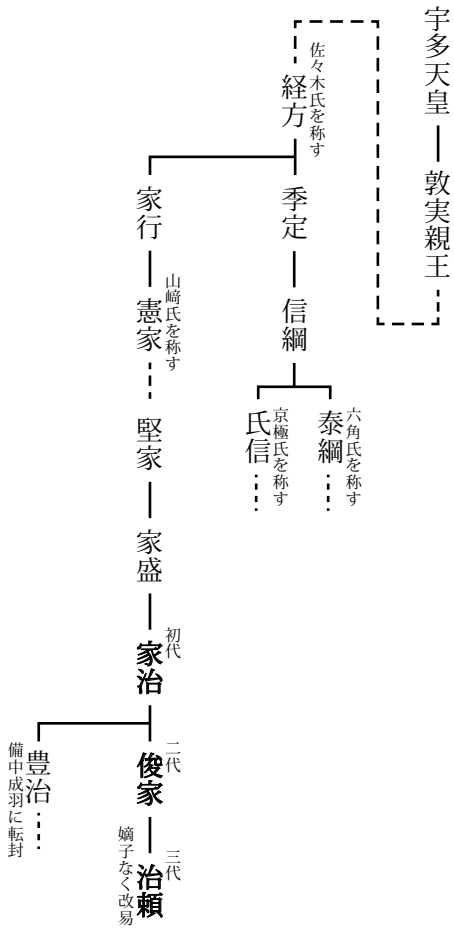 宇多天皇
敦実親王
佐々木氏を称す
経方
季定
信綱
六角氏を称す
泰綱
京極氏を称す
氏信
家行
山﨑氏を称す
憲家
堅家
家盛
初代
家治
二代
俊家
三代
治頼
嫡子なく改易
豊治
備中成羽に転封